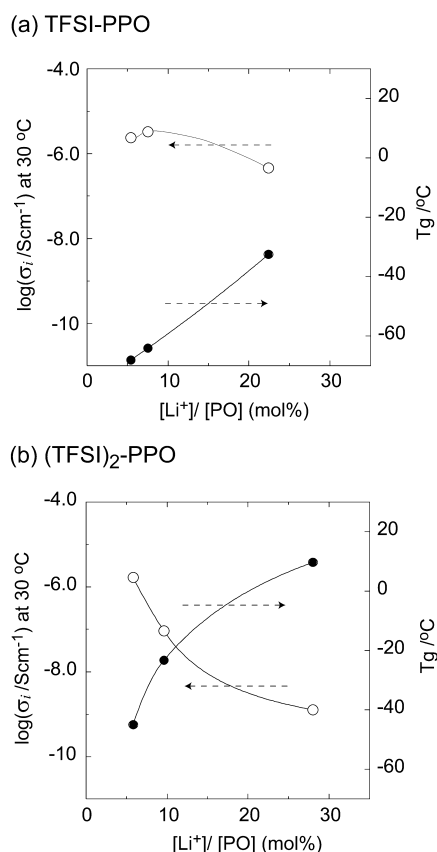 (a) TFSI-PPO
-4.0
-6.0
-8.0
-10
log(σi /Scm-1) at 30 oC
20
0
-20
-40
-60
Tg /oC
0 10 20 30
[Li+]/ [PO] (mol%)
(b) (TFSI)2-PPO
-4.0
-6.0
-8.0
-10
log(σi /Scm-1) at 30 oC
20
0
-20
-40
-60
Tg /oC
0 10 20 30
[Li+]/ [PO] (mol%)